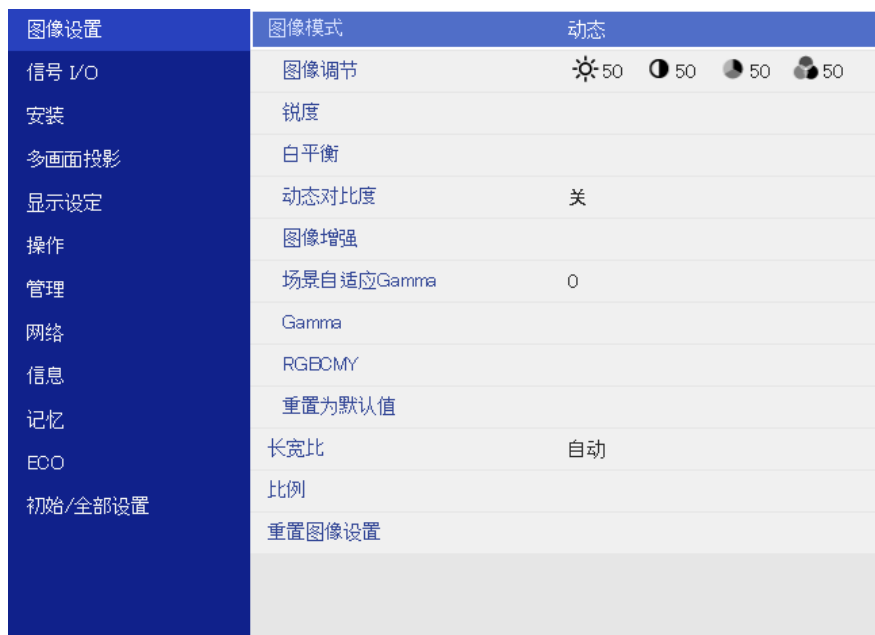 图像设置
信号 I/O
安装
多画面投影
显示设定
操作
管理
网络
信息
记忆
ECO
初始/全部设置
图像模式 动态
图像调节 50 50 50 50
锐度
白平衡
动态对比度 关
图像增强
场景自适应Gamma 0
Gamma
RGBCMY
重置为默认值
长宽比 自动
比例
重置图像设置